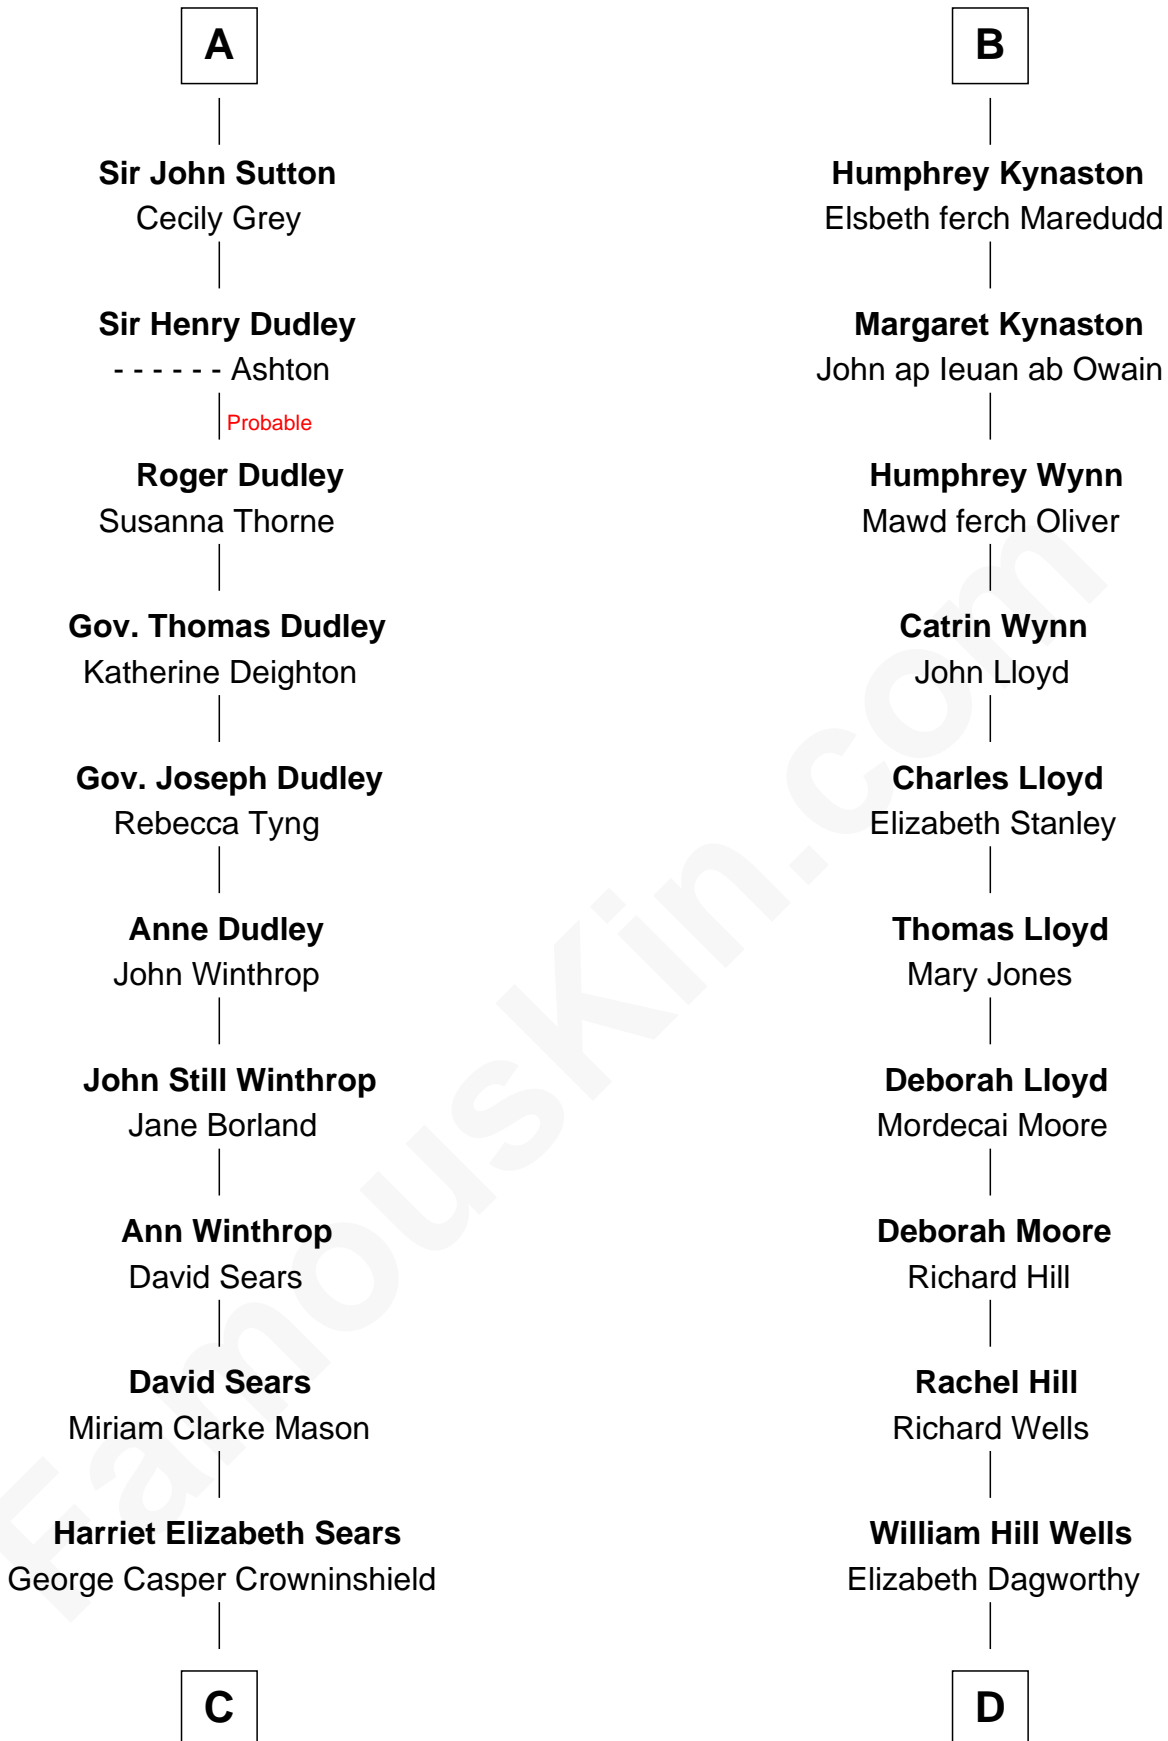 A
Sir John Sutton
Cecily Grey
Sir Henry Dudley
- - - - - - Ashton
Probable
Roger Dudley
Susanna Thorne
Gov. Thomas Dudley
Katherine Deighton
Gov. Joseph Dudley
Rebecca Tyng
Anne Dudley
John Winthrop
John Still Winthrop
Jane Borland
Ann Winthrop
David Sears
David Sears
Miriam Clarke Mason
Harriet Elizabeth Sears
George Casper Crowninshield
C
B
Humphrey Kynaston
Elsbeth ferch Maredudd
Margaret Kynaston
John ap Ieuan ab Owain
Humphrey Wynn
Mawd ferch Oliver
Catrin Wynn
John Lloyd
Charles Lloyd
Elizabeth Stanley
Thomas Lloyd
Mary Jones
Deborah Lloyd
Mordecai Moore
Deborah Moore
Richard Hill
Rachel Hill
Richard Wells
William Hill Wells
Elizabeth Dagworthy
D
FamousKin.com